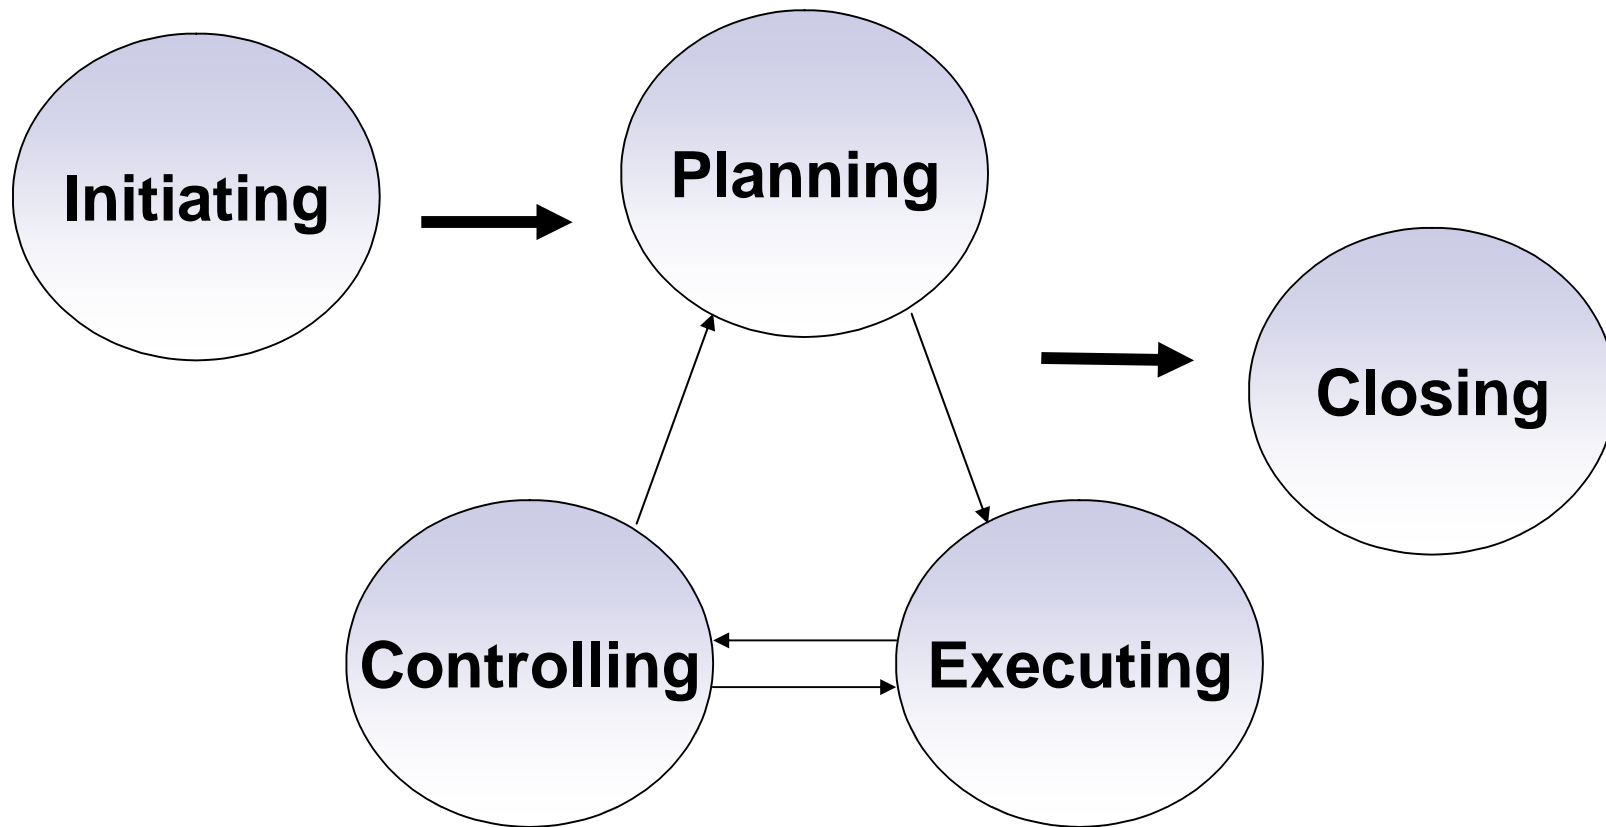 Initiating
Planning
Closing
Controlling
Executing